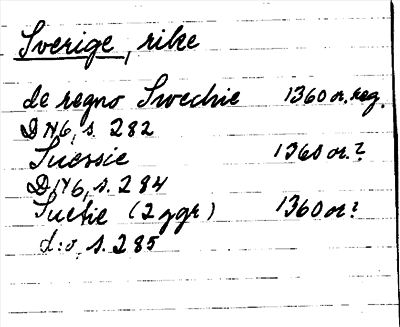 Sverige, rike
de regno Swechie 1360 or. reg.
DN6, s. 282
Suessie 1360 or.?
DN6, s. 284
Suetie (2 ggr) 1360 or?
d:o, s. 285